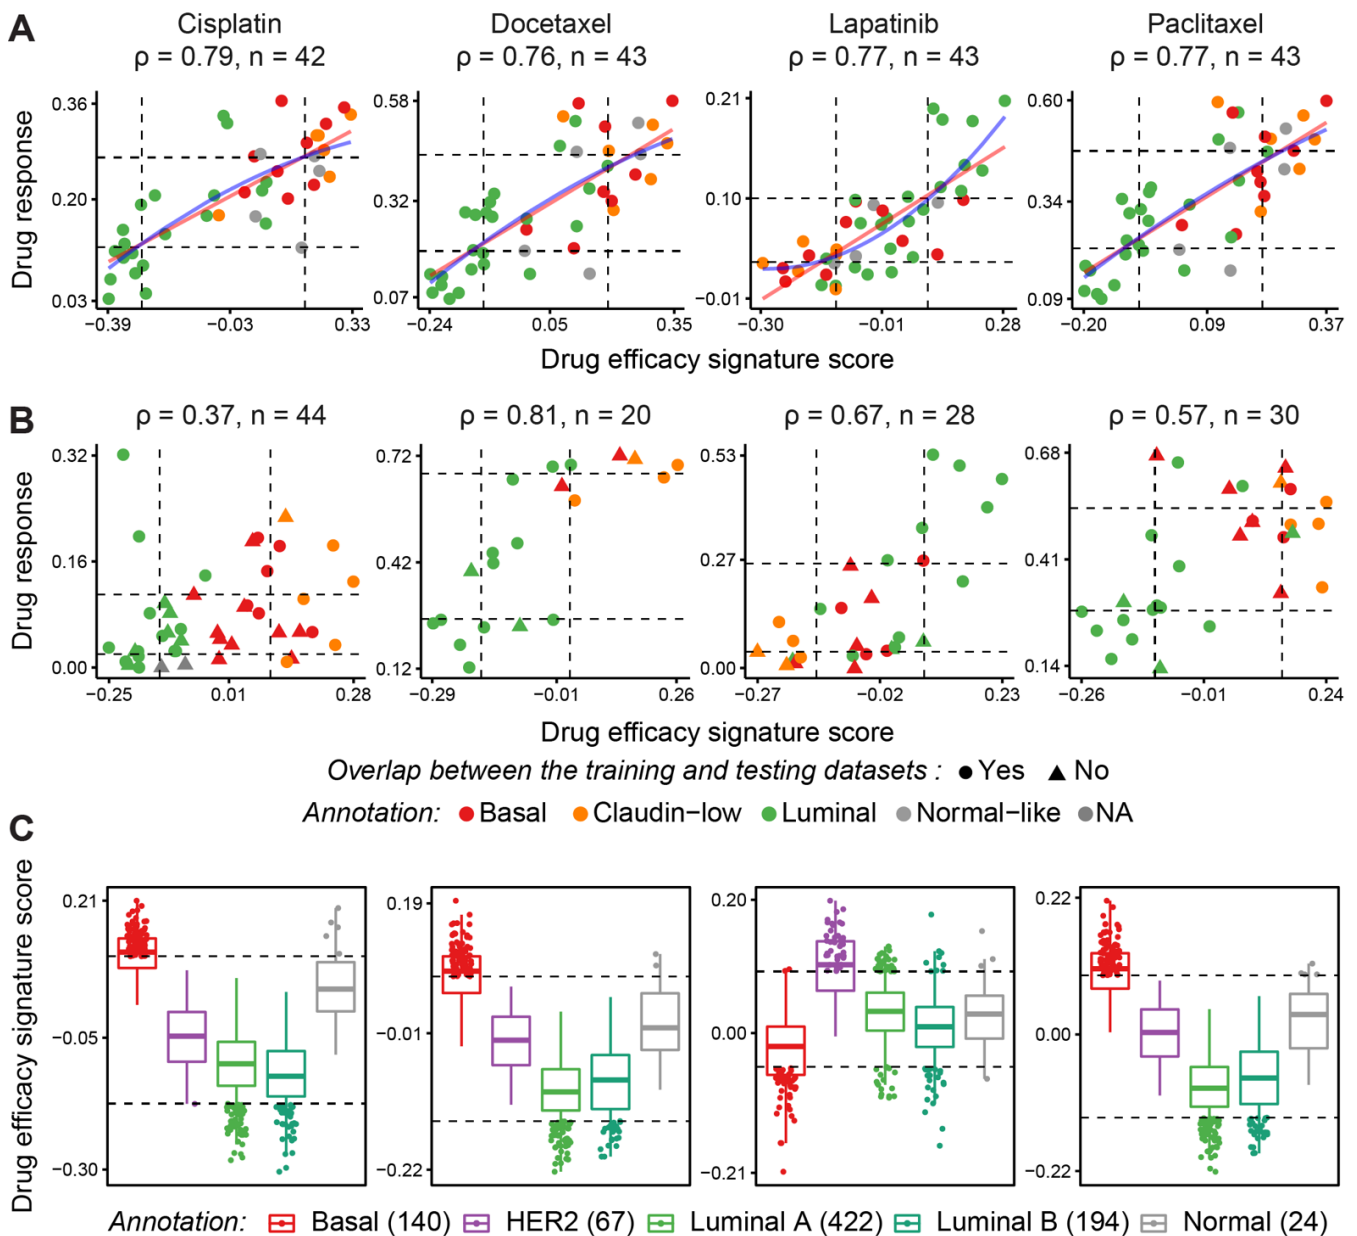 A
Cisplatin Docetaxel Lapatinib Paclitaxel
ρ = 0.79, n = 42 ρ = 0.76, n = 43 ρ = 0.77, n = 43 ρ = 0.77, n = 43
Drug response
0.36 0.20 0.03
−0.39 −0.03 0.33
0.58 0.32 0.07
−0.24 0.05 0.35
0.21 0.10 −0.01
−0.30 −0.01 0.28
0.60 0.34 0.09
−0.20 0.09 0.37
Drug efficacy signature score
B
ρ = 0.37, n = 44 ρ = 0.81, n = 20 ρ = 0.67, n = 28 ρ = 0.57, n = 30
Drug response
0.32 0.16 0.00
−0.25 0.01 0.28
0.72 0.42 0.12
−0.29 −0.01 0.26
0.53 0.27 0.00
−0.27 −0.02 0.23
0.68 0.41 0.14
−0.26 −0.01 0.24
Drug efficacy signature score
Overlap between the training and testing datasets : Yes No
Annotation: Basal Claudin−low Luminal Normal−like NA
C
Drug efficacy signature score
0.21 −0.05 −0.30
0.19 −0.01 −0.22
0.20 0.00 −0.21
0.22 0.00 −0.22
Annotation: Basal (140) HER2 (67) Luminal A (422) Luminal B (194) Normal (24)